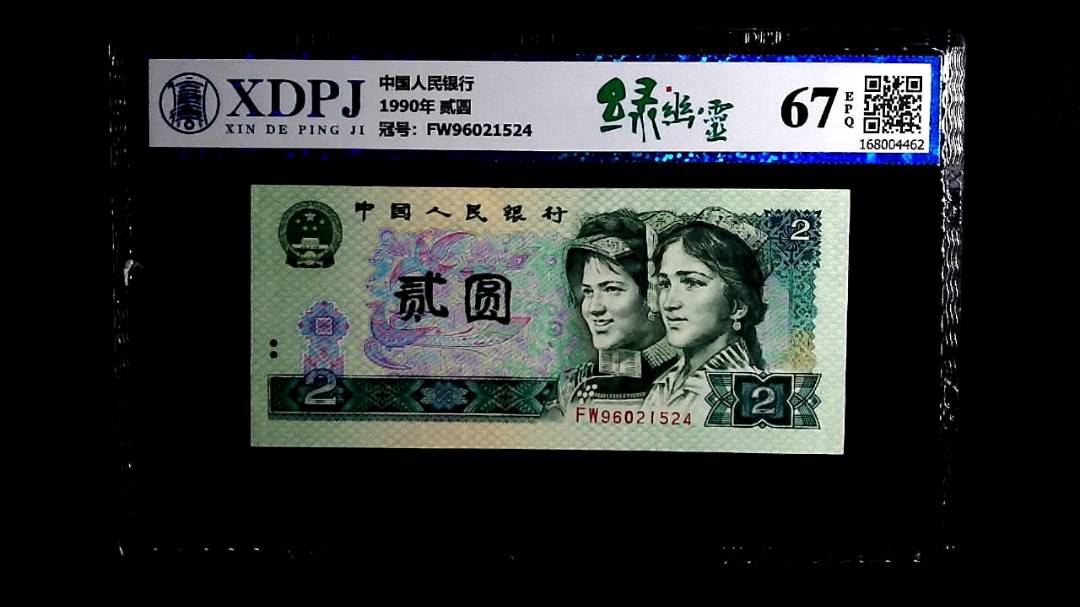 XDPJ
XIN DE PING JI
中国人民银行
1990年 贰圆
冠号：FW96021524
绿幽靈
67
EPQ
168004462
中国人民银行
贰圆
2
2
2
FW96021524